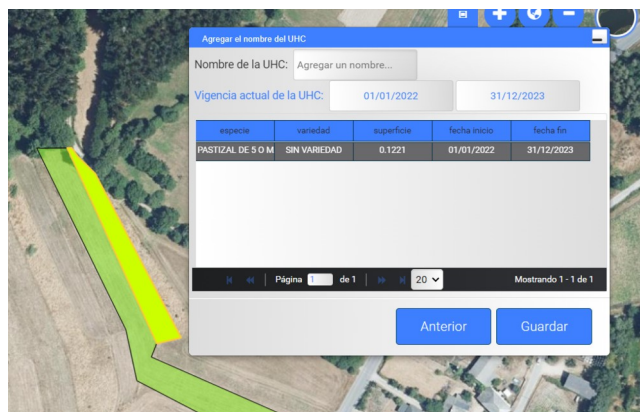 Agregar el nombre del UHC
Nombre de la UHC: Agregar un nombre...
Vigencia actual de la UHC: 01/01/2022 31/12/2023
especie variedad superficie fecha inicio fecha fin
PASTIZAL DE 5 O M SIN VARIEDAD 0.1221 01/01/2022 31/12/2023
Página 1 de 1 20 Mostrando 1 - 1 de 1
Anterior Guardar